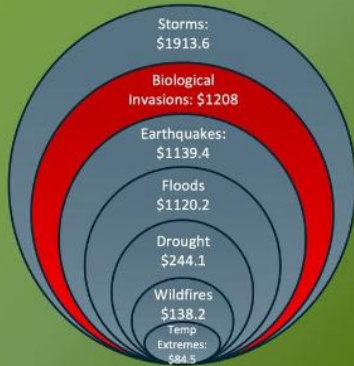 Storms:
$1913.6
Biological
Invasions: $1208
Earthquakes:
$1139.4
Floods
$1120.2
Drought
$244.1
Wildfires
$138.2
Temp
Extremes:
$84.5